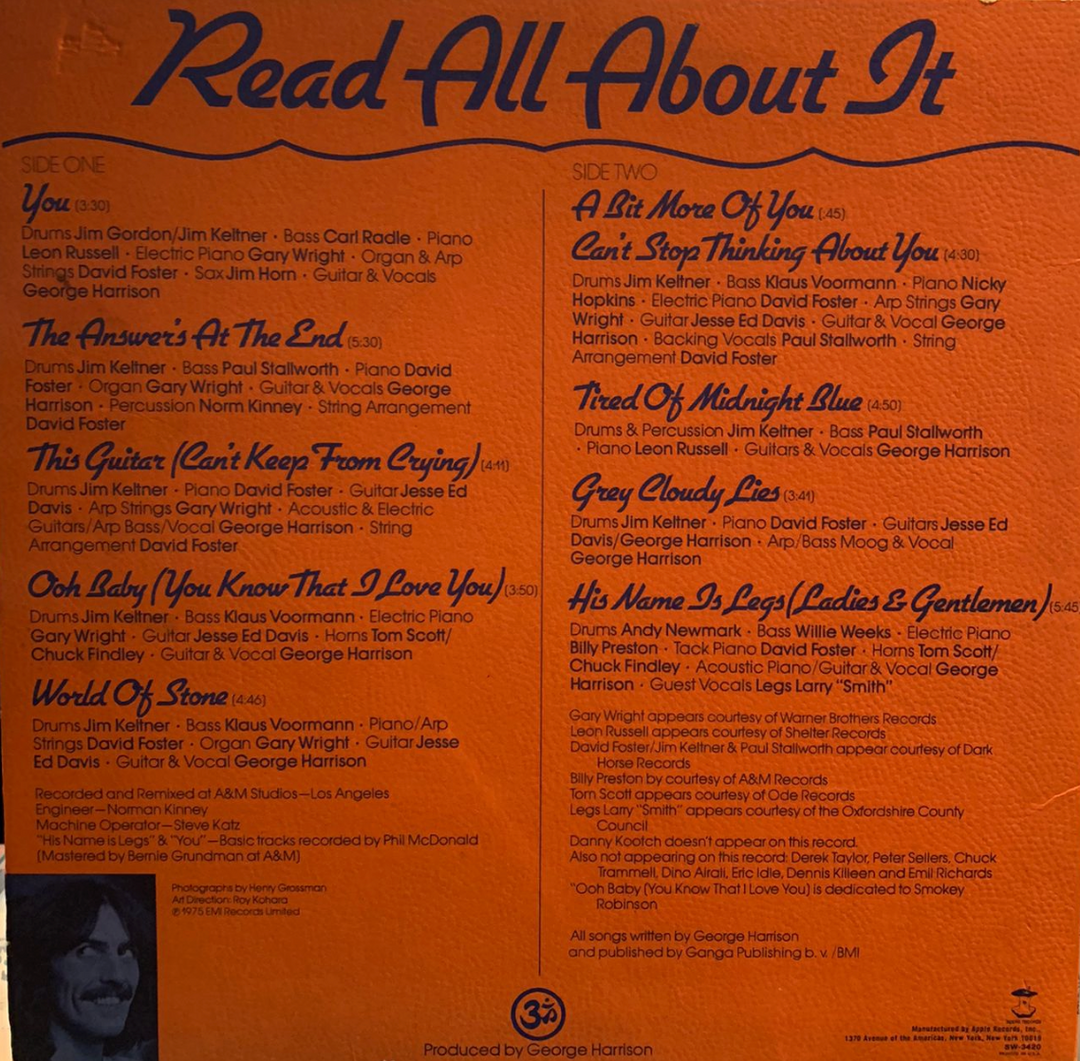 Read All About It
SIDE ONE
You (3:30)
Drums Jim Gordon/Jim Keltner · Bass Carl Radle · Piano
Leon Russell · Electric Piano Gary Wright · Organ & Arp
Strings David Foster · Sax Jim Horn · Guitar & Vocals
George Harrison
The Answer's At The End (5:30)
Drums Jim Keltner · Bass Paul Stallworth · Piano David
Foster · Organ Gary Wright · Guitar & Vocals George
Harrison · Percussion Norm Kinney · String Arrangement
David Foster
This Guitar (Can't Keep From Crying) (4:11)
Drums Jim Keltner · Piano David Foster · Guitar Jesse Ed
Davis · Arp Strings Gary Wright · Acoustic & Electric
Guitars/Arp Bass/Vocal George Harrison · String
Arrangement David Foster
Ooh Baby (You Know That I Love You) (3:50)
Drums Jim Keltner · Bass Klaus Voormann · Electric Piano
Gary Wright · Guitar Jesse Ed Davis · Horns Tom Scott/
Chuck Findley · Guitar & Vocal George Harrison
World Of Stone (4:46)
Drums Jim Keltner · Bass Klaus Voormann · Piano/Arp
Strings David Foster · Organ Gary Wright · Guitar Jesse
Ed Davis · Guitar & Vocal George Harrison
Recorded and Remixed at A&M Studios—Los Angeles
Engineer—Norman Kinney
Machine Operator—Steve Katz
"His Name is Legs" & "You"—Basic tracks recorded by Phil McDonald
(Mastered by Bernie Grundman at A&M)
Photographs by Henry Grossman
Art Direction: Roy Kohara
℗ 1975 EMI Records Limited
SIDE TWO
A Bit More Of You (:45)
Can't Stop Thinking About You (4:30)
Drums Jim Keltner · Bass Klaus Voormann · Piano Nicky
Hopkins · Electric Piano David Foster · Arp Strings Gary
Wright · Guitar Jesse Ed Davis · Guitar & Vocal George
Harrison · Backing Vocals Paul Stallworth · String
Arrangement David Foster
Tired Of Midnight Blue (4:50)
Drums & Percussion Jim Keltner · Bass Paul Stallworth
· Piano Leon Russell · Guitars & Vocals George Harrison
Grey Cloudy Lies (3:41)
Drums Jim Keltner · Piano David Foster · Guitars Jesse Ed
Davis/George Harrison · Arp/Bass Moog & Vocal
George Harrison
His Name Is Legs (Ladies & Gentlemen) (5:45
Drums Andy Newmark · Bass Willie Weeks · Electric Piano
Billy Preston · Tack Piano David Foster · Horns Tom Scott/
Chuck Findley · Acoustic Piano/Guitar & Vocal George
Harrison · Guest Vocals Legs Larry "Smith"
Gary Wright appears courtesy of Warner Brothers Records
Leon Russell appears courtesy of Shelter Records
David Foster/Jim Keltner & Paul Stallworth appear courtesy of Dark
Horse Records
Billy Preston by courtesy of A&M Records
Tom Scott appears courtesy of Ode Records
Legs Larry "Smith" appears courtesy of the Oxfordshire County
Council
Danny Kootch doesn't appear on this record.
Also not appearing on this record: Derek Taylor, Peter Sellers, Chuck
Trammell, Dino Airali, Eric Idle, Dennis Killeen and Emil Richards
"Ooh Baby (You Know That I Love You) is dedicated to Smokey
Robinson
All songs written by George Harrison
and published by Ganga Publishing b. v. /BMI
ॐ
Produced by George Harrison
Manufactured by Apple Records, Inc.,
1370 Avenue of the Americas, New York, New York 10019
SW-3420